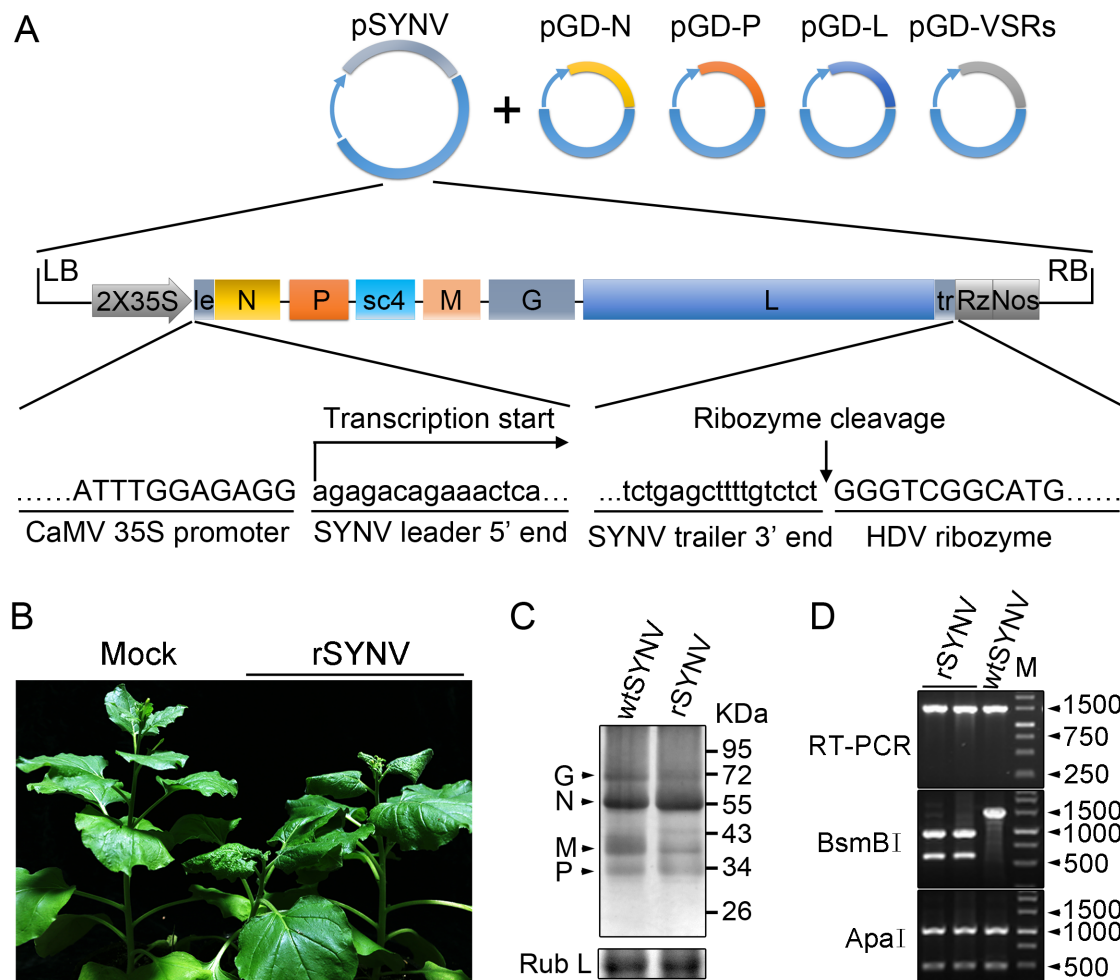 A
pSYNV pGD-N pGD-P pGD-L pGD-VSRs
+
LB RB
2X35S le N P sc4 M G L tr Rz Nos
Transcription start Ribozyme cleavage
......ATTTGGAGAGG agagacagaaactca... ...tctgagcttttgtctct GGGTCGGCATG......
CaMV 35S promoter SYNV leader 5’ end SYNV trailer 3’ end HDV ribozyme
B
Mock rSYNV
C
wtSYNV rSYNV
KDa
95
G 72
N 55
43
M
P 34
26
Rub L
D
rSYNV wtSYNV M
1500
RT-PCR 750
250
1500
BsmBI 1000
500
1500
ApaI 1000
500